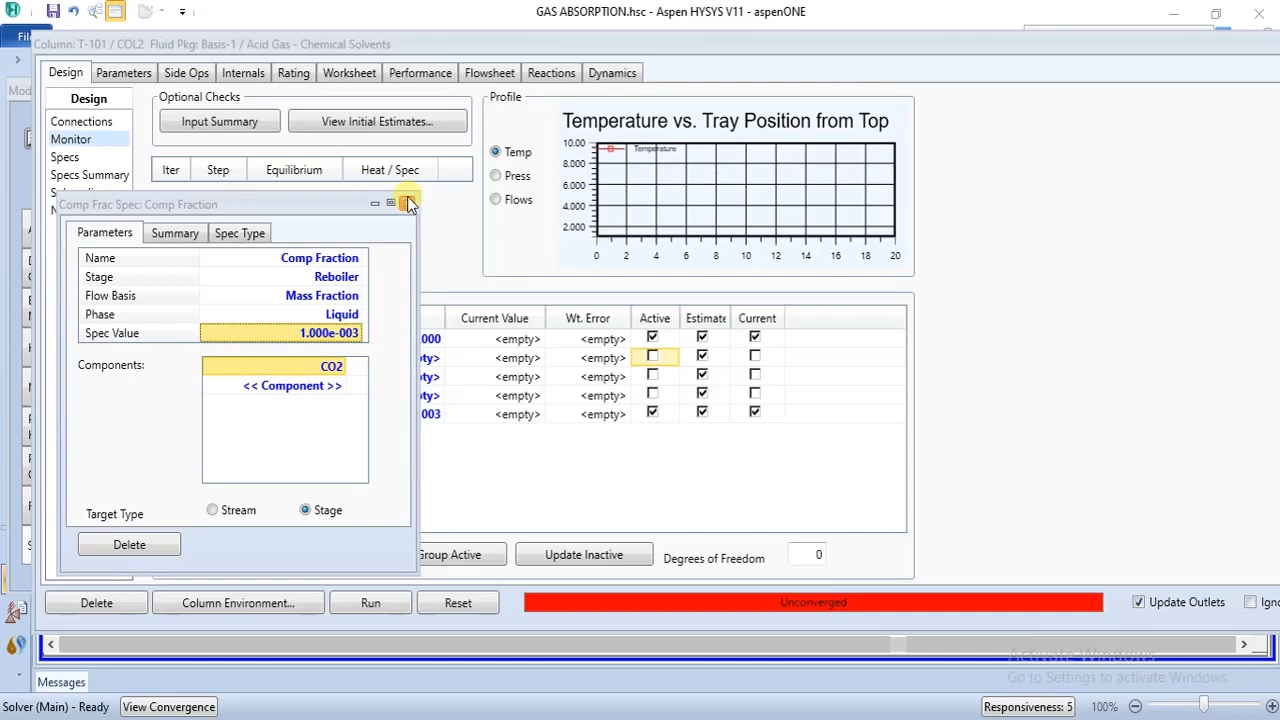 GAS ABSORPTION.hsc - Aspen HYSYS V11 - aspenONE
Column: T-101 / COL2 Fluid Pkg: Basis-1 / Acid Gas - Chemical Solvents
Design Parameters Side Ops Internals Rating Worksheet Performance Flowsheet Reactions Dynamics
Design
Connections
Monitor
Specs
Specs Summary
Optional Checks
Input Summary View Initial Estimates...
Iter Step Equilibrium Heat / Spec
Profile
Temp
Press
Flows
Temperature vs. Tray Position from Top
Temperature
10.00
8.000
6.000
4.000
2.000
0 2 4 6 8 10 12 14 16 18 20
Comp Frac Spec: Comp Fraction
Parameters Summary Spec Type
Name Comp Fraction
Stage Reboiler
Flow Basis Mass Fraction
Phase Liquid
Spec Value 1.000e-003
Components: CO2
<< Component >>
Target Type Stream Stage
Delete
Current Value Wt. Error Active Estimate Current
000 <empty> <empty>
ty> <empty> <empty>
ty> <empty> <empty>
ty> <empty> <empty>
003 <empty> <empty>
Group Active Update Inactive Degrees of Freedom 0
Delete Column Environment... Run Reset Unconverged Update Outlets Ign
Activate Windows
Go to Settings to activate Windows.
Messages
Solver (Main) - Ready View Convergence Responsiveness: 5 100%